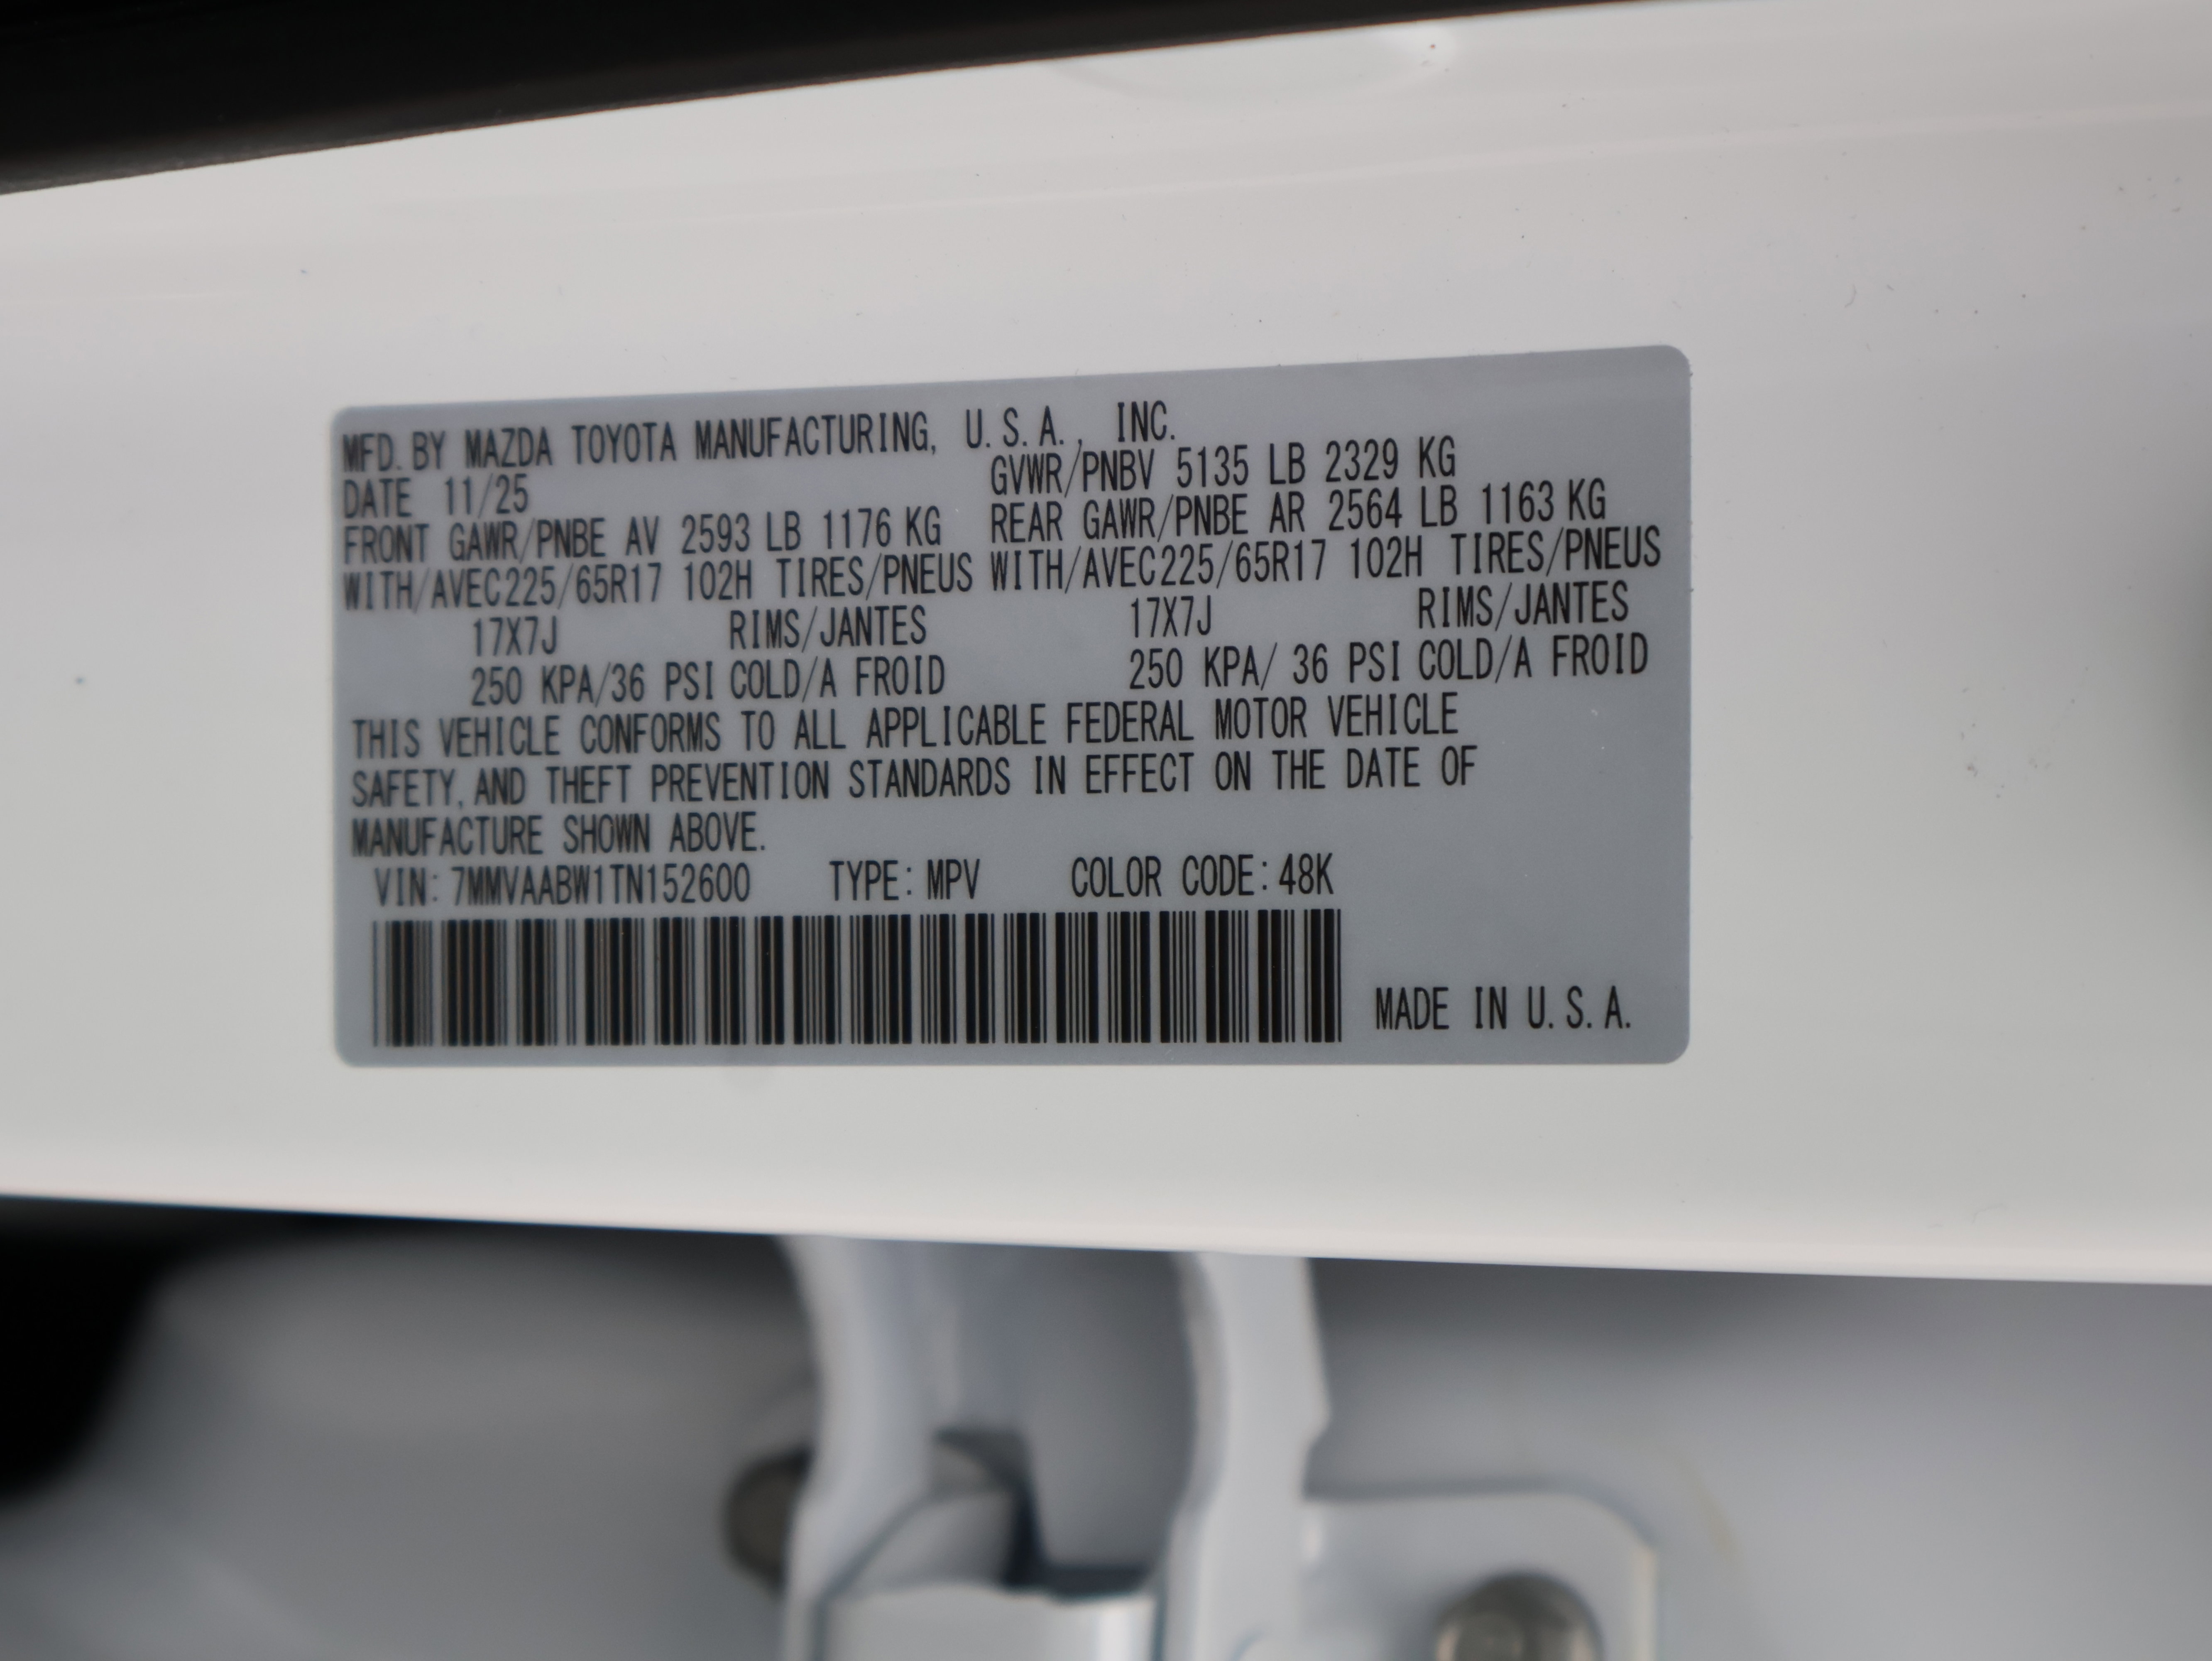 MFD. BY MAZDA TOYOTA MANUFACTURING, U.S.A., INC.
DATE 11/25 GVWR/PNBV 5135 LB 2329 KG
FRONT GAWR/PNBE AV 2593 LB 1176 KG REAR GAWR/PNBE AR 2564 LB 1163 KG
WITH/AVEC225/65R17 102H TIRES/PNEUS WITH/AVEC225/65R17 102H TIRES/PNEUS
17X7J RIMS/JANTES 17X7J RIMS/JANTES
250 KPA/36 PSI COLD/A FROID 250 KPA/ 36 PSI COLD/A FROID
THIS VEHICLE CONFORMS TO ALL APPLICABLE FEDERAL MOTOR VEHICLE
SAFETY, AND THEFT PREVENTION STANDARDS IN EFFECT ON THE DATE OF
MANUFACTURE SHOWN ABOVE.
VIN: 7MMVAABW1TN152600 TYPE: MPV COLOR CODE: 48K
MADE IN U.S.A.